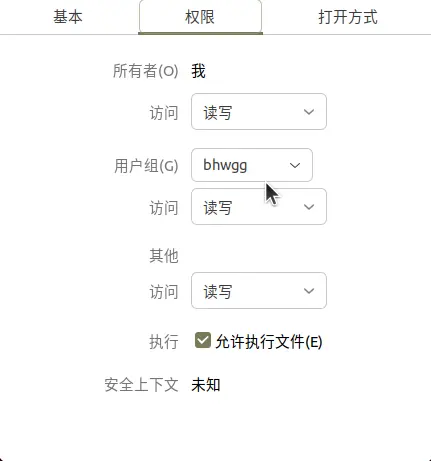 基本 权限 打开方式
所有者(O) 我
访问 读写
用户组(G) bhwgg
访问 读写
其他
访问 读写
执行 允许执行文件(E)
安全上下文 未知